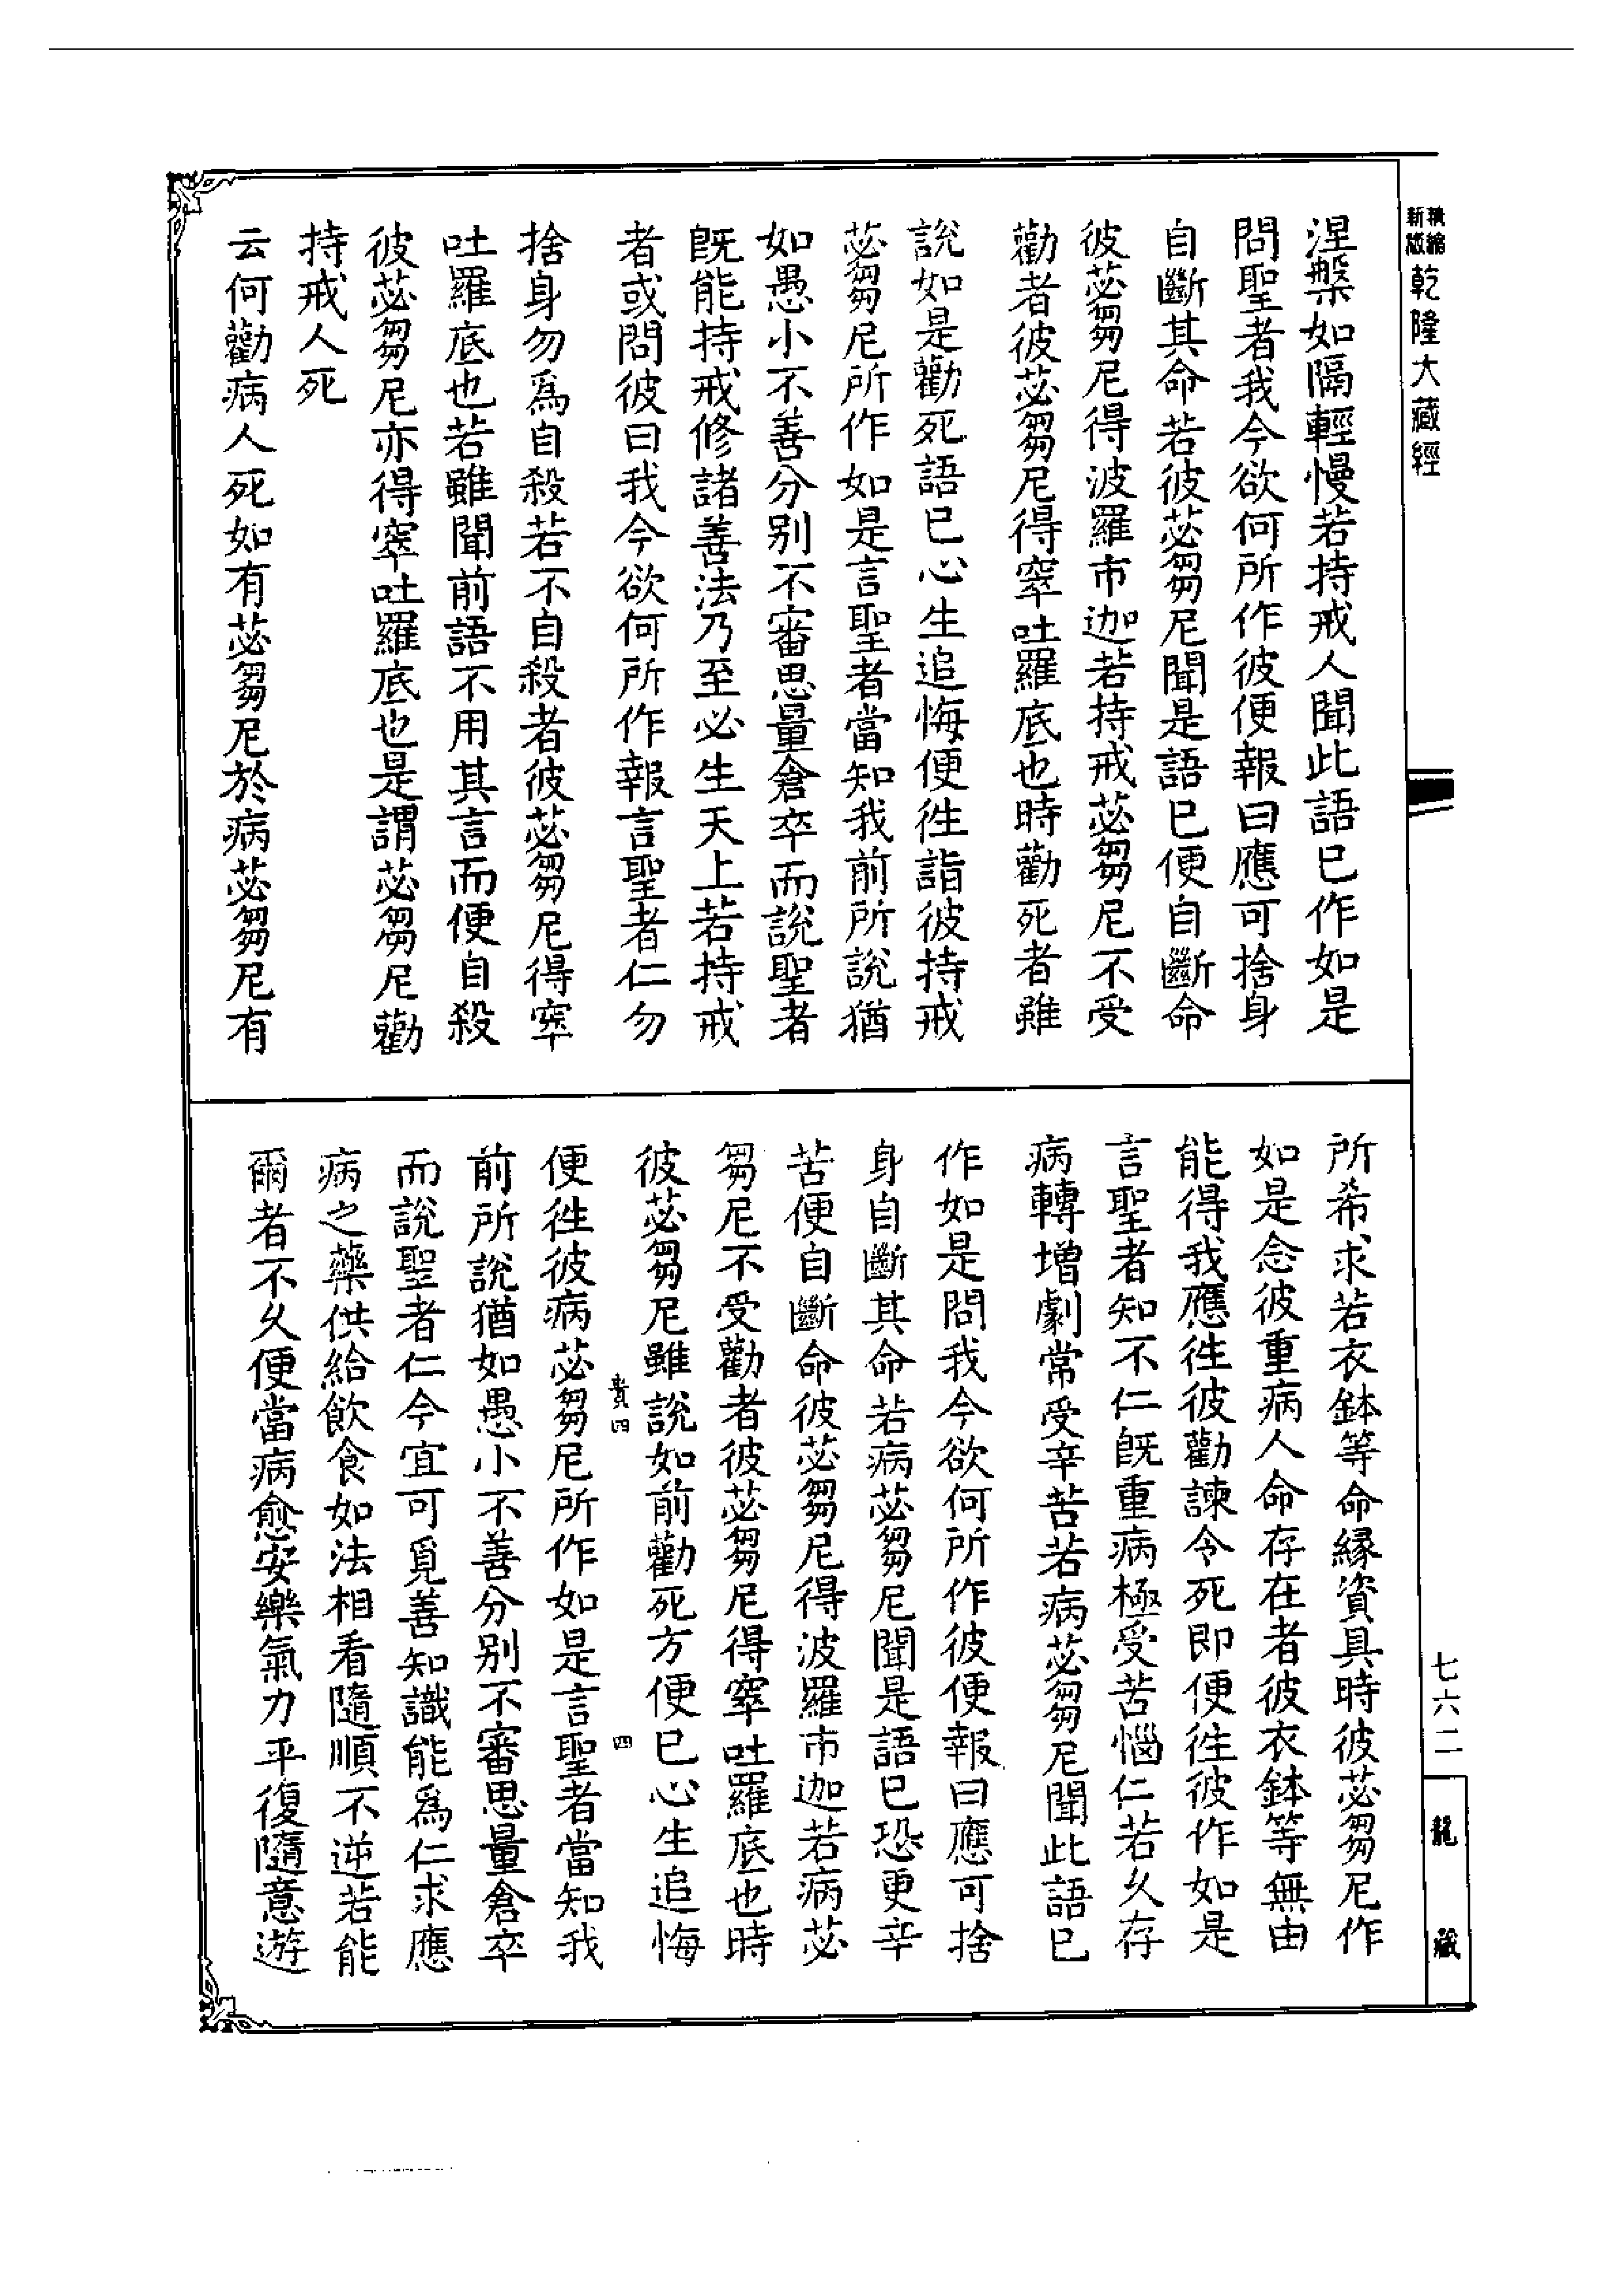 新版 精縮 乾隆大藏經
涅槃如隔輕慢若持戒人聞此語已作如是
問聖者我今欲何所作彼便報曰應可捨身
自斷其命若彼苾芻尼聞是語已便自斷命
彼苾芻尼得波羅市迦若持戒苾芻尼不受
勸者彼苾芻尼得窣吐羅底也時勸死者雖
說如是勸死語已心生追悔便徃詣彼持戒
苾芻尼所作如是言聖者當知我前所說猶
如愚小不善分别不審思量倉卒而說聖者
旣能持戒修諸善法乃至必生天上若持戒
者或問彼曰我今欲何所作報言聖者仁勿
捨身勿爲自殺若不自殺者彼苾芻尼得窣
吐羅底也若雖聞前語不用其言而便自殺
彼苾芻尼亦得窣吐羅底也是謂苾芻尼勸
持戒人死
云何勸病人死如有苾芻尼於病苾芻尼有
所希求若衣鉢等命縁資具時彼苾芻尼作
如是念彼重病人命存在者彼衣鉢等無由
能得我應徃彼勸諫令死即便徃彼作如是
言聖者知不仁旣重病極受苦惱仁若久存
病轉增劇常受辛苦若病苾芻尼聞此語已
作如是問我今欲何所作彼便報曰應可捨
身自斷其命若病苾芻尼聞是語已恐更辛
苦便自斷命彼苾芻尼得波羅市迦若病苾
芻尼不受勸者彼苾芻尼得窣吐羅底也時
彼苾芻尼雖說如前勸死方便已心生追悔
貴四 四
便徃彼病苾芻尼所作如是言聖者當知我
前所說猶如愚小不善分别不審思量倉卒
而說聖者仁今宜可覓善知識能爲仁求應
病之藥供給飲食如法相看隨順不逆若能
爾者不久便當病愈安樂氣力平復隨意遊
七六二
龍藏